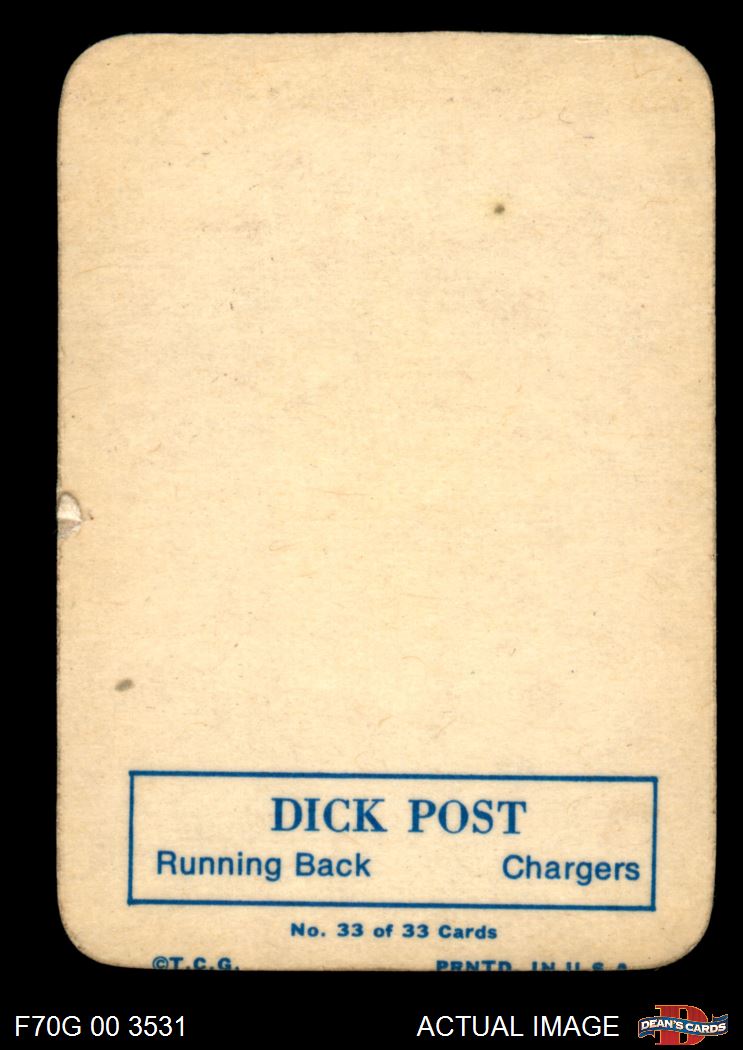 DICK POST
Running Back Chargers
No. 33 of 33 Cards
©T.C.G. PRNTD. IN U.S.A.
F70G 00 3531 ACTUAL IMAGE DEAN'S CARDS